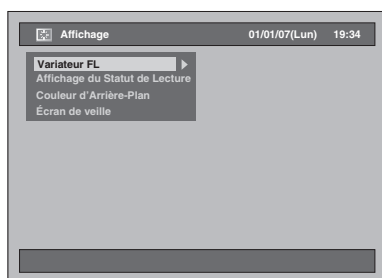 Affichage 01/01/07(Lun) 19:34
Variateur FL
Affichage du Statut de Lecture
Couleur d'Arrière-Plan
Écran de veille